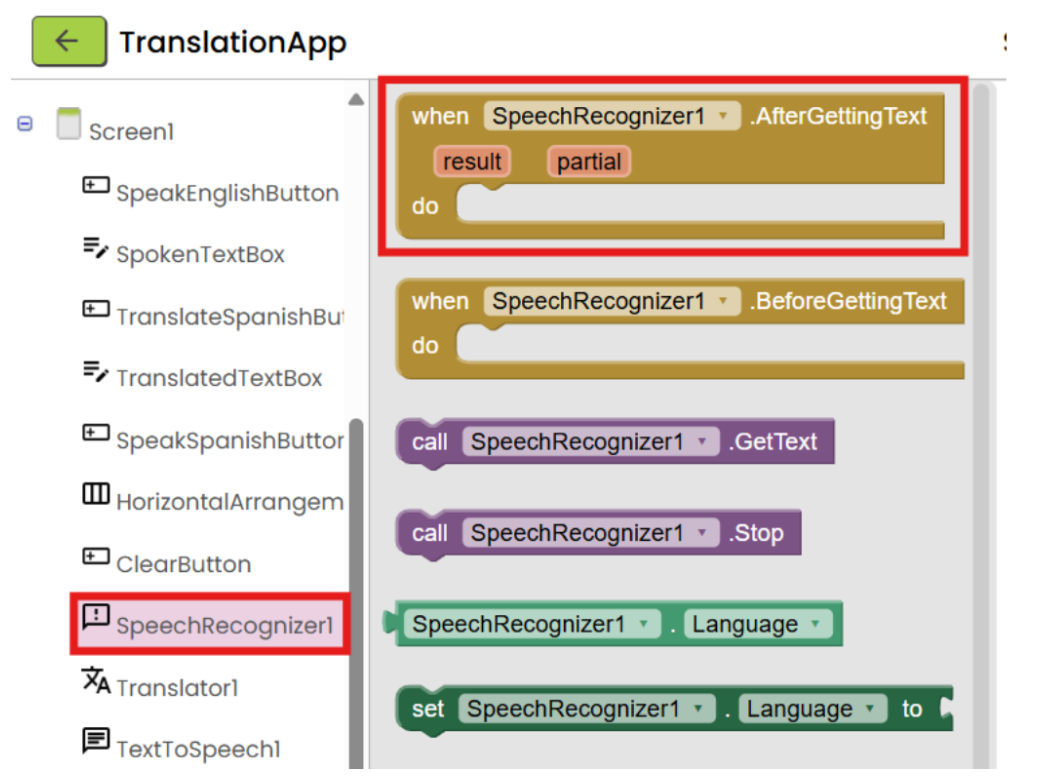 TranslationApp
Screen1
SpeakEnglishButton
SpokenTextBox
TranslateSpanishBut
TranslatedTextBox
SpeakSpanishButtor
HorizontalArrangem
ClearButton
SpeechRecognizer1
Translator1
TextToSpeech1
when SpeechRecognizer1 .AfterGettingText
result partial
do
when SpeechRecognizer1 .BeforeGettingText
do
call SpeechRecognizer1 .GetText
call SpeechRecognizer1 .Stop
SpeechRecognizer1 . Language
set SpeechRecognizer1 . Language to